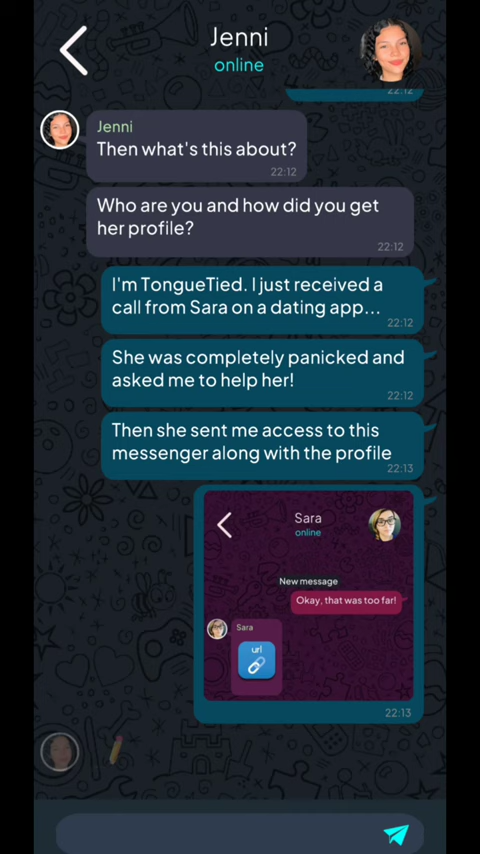 Jenni
online
22:12
Jenni
Then what's this about?
22:12
Who are you and how did you get
her profile?
22:12
I'm TongueTied. I just received a
call from Sara on a dating app...
22:12
She was completely panicked and
asked me to help her!
22:12
Then she sent me access to this
messenger along with the profile
22:13
Sara
online
New message
Okay, that was too far!
Sara
url
22:13